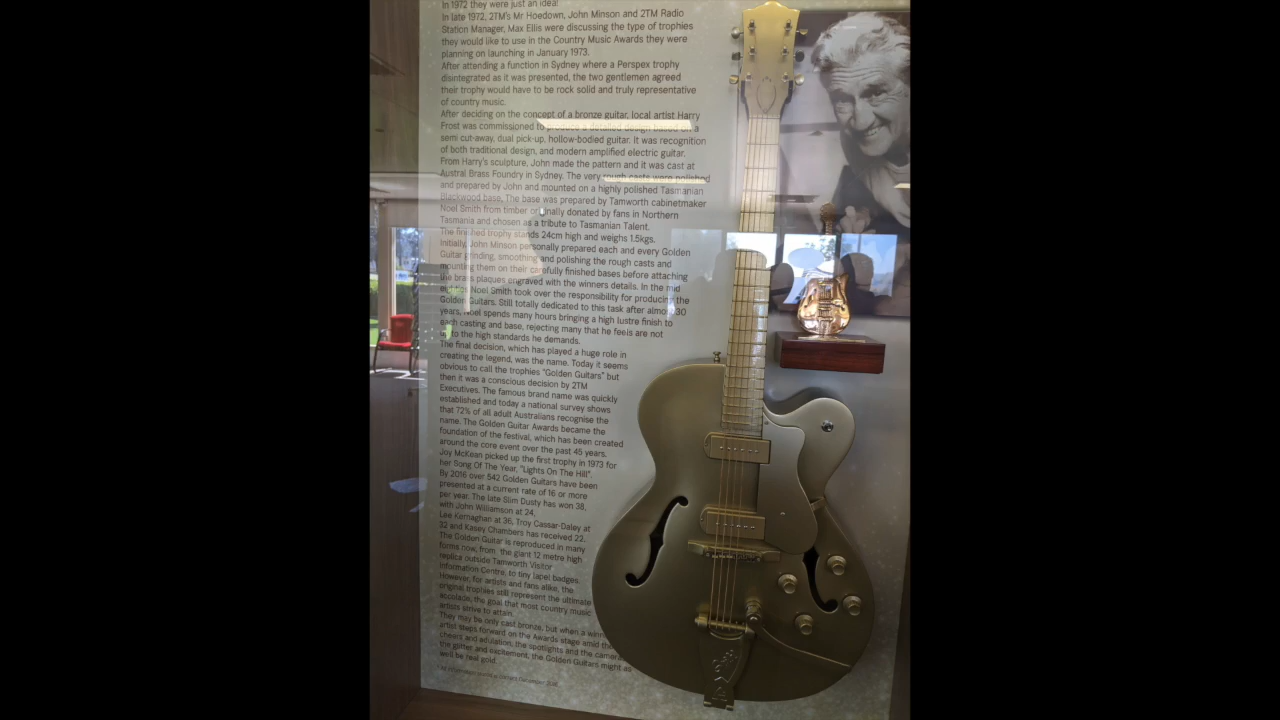 In 1972 they were just an idea!
In late 1972, 2TM's Mr Hoedown, John Minson and 2TM Radio
Station Manager, Max Ellis were discussing the type of trophies
they would like to use in the Country Music Awards they were
planning on launching in January 1973.
After attending a function in Sydney where a Perspex trophy
disintegrated as it was presented, the two gentlemen agreed
their trophy would have to be rock solid and truly representative
of country music.
After deciding on the concept of a bronze guitar, local artist Harry
Frost was commissioned to produce a detailed design based on a
semi cut-away, dual pick-up, hollow-bodied guitar. It was recognition
of both traditional design, and modern amplified electric guitar.
From Harry's sculpture, John made the pattern and it was cast at
Austral Brass Foundry in Sydney. The very rough casts were polished
and prepared by John and mounted on a highly polished Tasmanian
Blackwood base. The base was prepared by Tamworth cabinetmaker
Noel Smith from timber originally donated by fans in Northern
Tasmania and chosen as a tribute to Tasmanian Talent.
The finished trophy stands 24cm high and weighs 1.5kgs.
Initially, John Minson personally prepared each and every Golden
Guitar grinding, smoothing and polishing the rough casts and
mounting them on their carefully finished bases before attaching
the brass plaques engraved with the winners details. In the mid
eighties Noel Smith took over the responsibility for producing the
Golden Guitars. Still totally dedicated to this task after almost 30
years, Noel spends many hours bringing a high lustre finish to
each casting and base, rejecting many that he feels are not
up to the high standards he demands.
The final decision, which has played a huge role in
creating the legend, was the name. Today it seems
obvious to call the trophies "Golden Guitars" but
then it was a conscious decision by 2TM
Executives. The famous brand name was quickly
established and today a national survey shows
that 72% of all adult Australians recognise the
name. The Golden Guitar Awards became the
foundation of the festival, which has been created
around the core event over the past 45 years.
Joy McKean picked up the first trophy in 1973 for
her Song Of The Year, "Lights On The Hill".
By 2016 over 542 Golden Guitars have been
presented at a current rate of 16 or more
per year. The late Slim Dusty has won 38,
with John Williamson at 24,
Lee Kernaghan at 36, Troy Cassar-Daley at
32 and Kasey Chambers has received 22.
The Golden Guitar is reproduced in many
forms now, from the giant 12 metre high
replica outside Tamworth Visitor
Information Centre, to tiny lapel badges.
However, for artists and fans alike, the
original trophies still represent the ultimate
accolade, the goal that most country music
artists strive to attain.
They may be only cast bronze, but when a
artist steps forward on the Awards stage amid the
cheers and adulation, the spotlights and the
the glitter and excitement, the Golden Guitars might as
well be real gold.
December